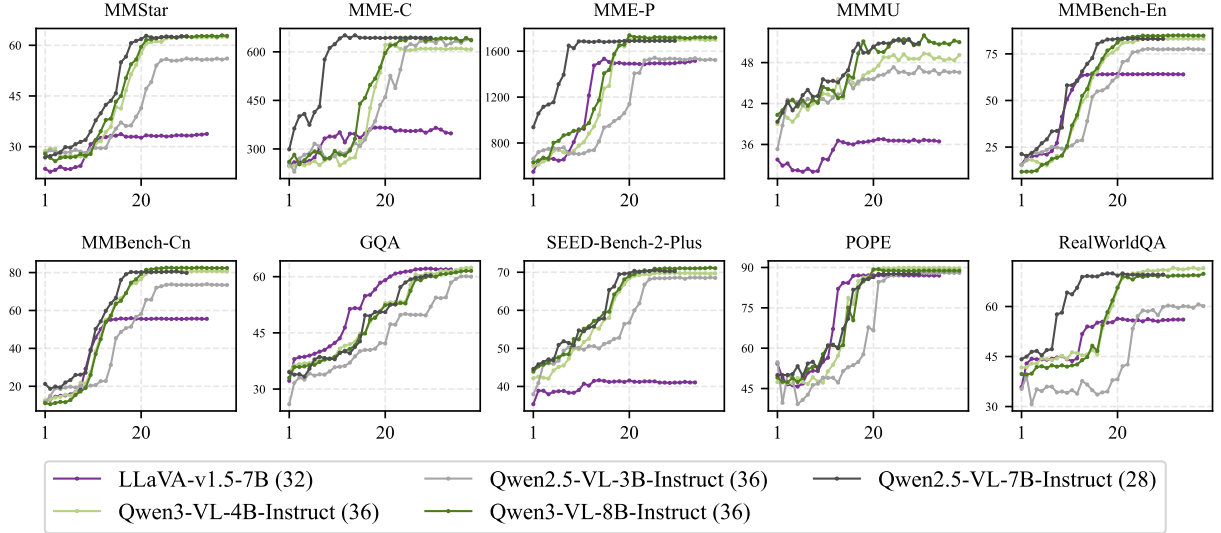 MMStar MME-C MME-P MMMU MMBench-En
60 600 1600 48 75
45 450 1200 42 50
30 300 800 36 25
1 20 1 20 1 20 1 20 1 20
MMBench-Cn GQA SEED-Bench-2-Plus POPE RealWorldQA
80 60 70 90 60
60 45 60 75 45
40 30 50 60 30
20 40 45
1 20 1 20 1 20 1 20 1 20
LLaVA-v1.5-7B (32) Qwen2.5-VL-3B-Instruct (36) Qwen2.5-VL-7B-Instruct (28)
Qwen3-VL-4B-Instruct (36) Qwen3-VL-8B-Instruct (36)